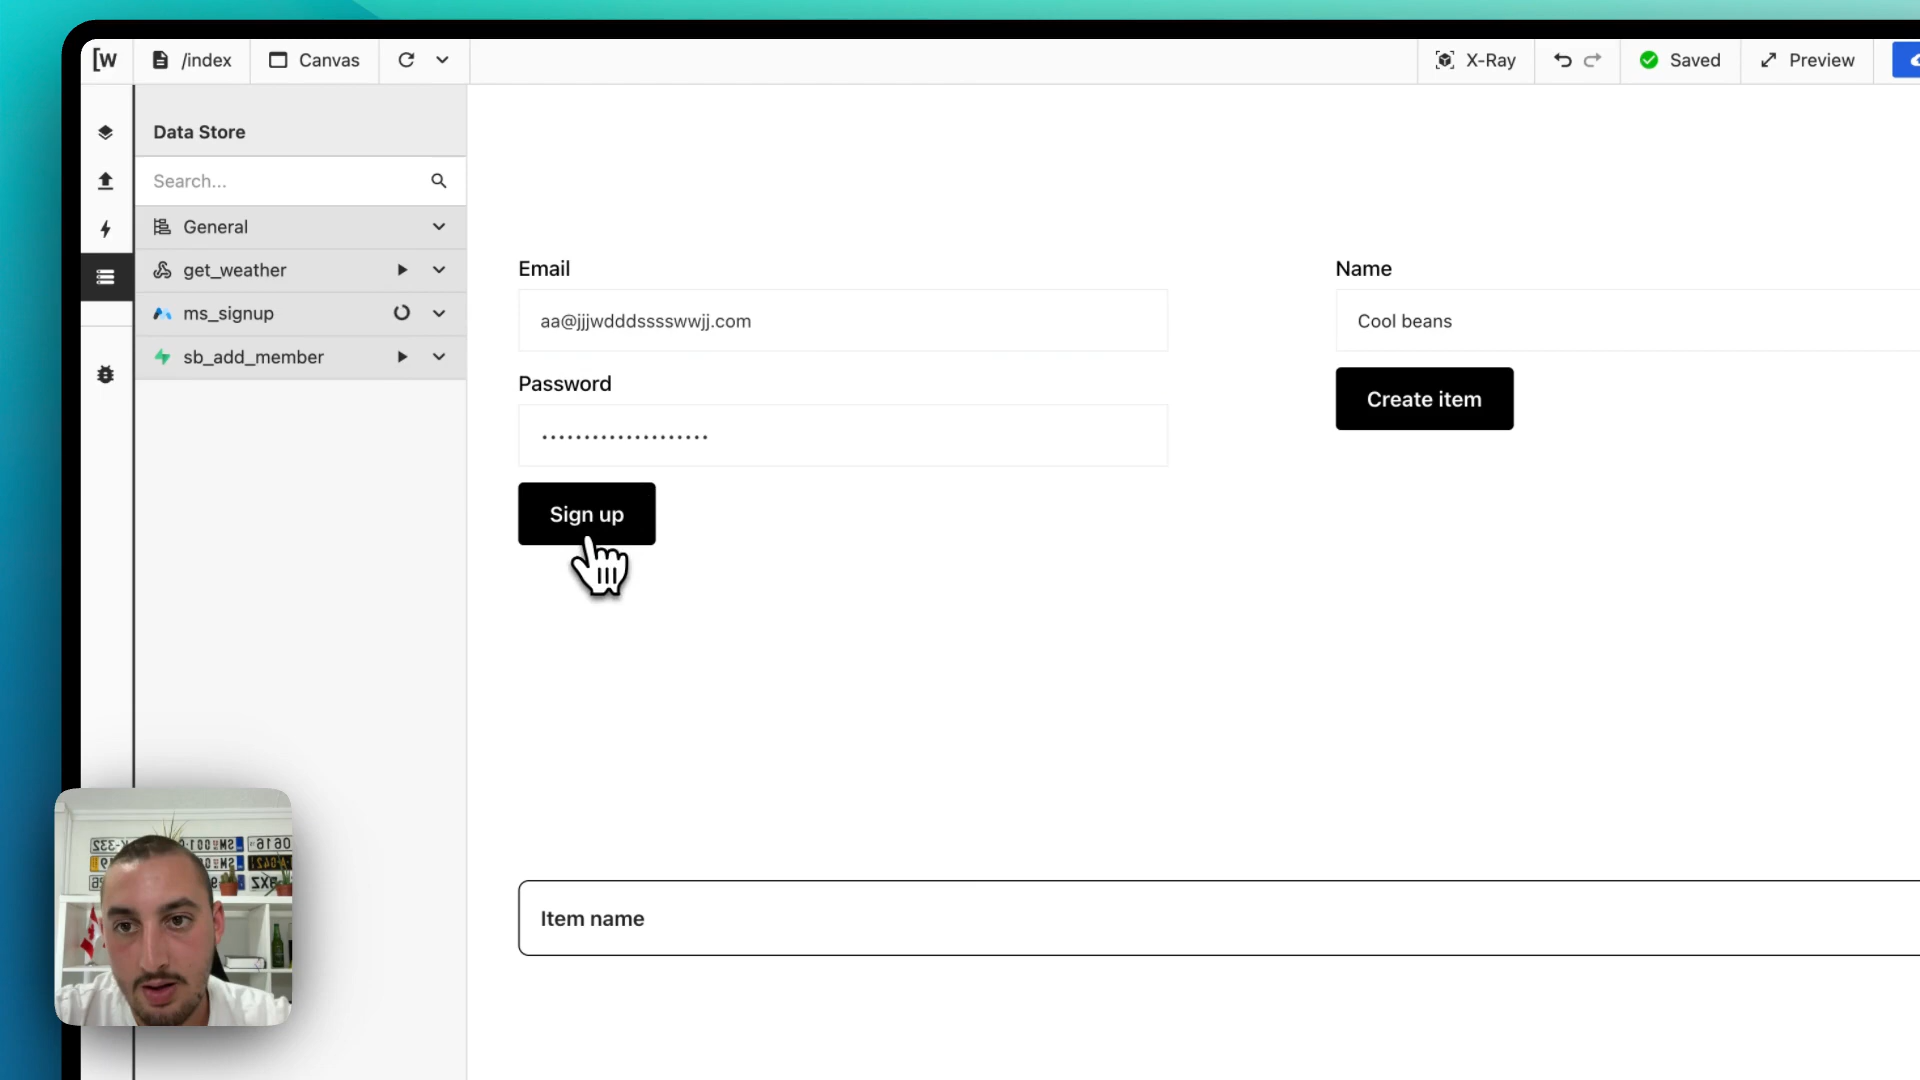 [W
/index
Canvas
X-Ray
Saved
Preview
Data Store
Search...
General
get_weather
ms_signup
sb_add_member
Email
aa@jjjwdddsssswwjj.com
Password
Sign up
Name
Cool beans
Create item
Item name